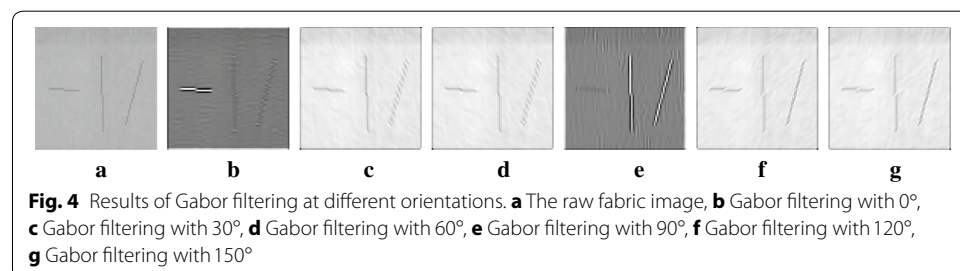 a b c d e f g
Fig. 4 Results of Gabor filtering at different orientations. a The raw fabric image, b Gabor filtering with 0°,
c Gabor filtering with 30°, d Gabor filtering with 60°, e Gabor filtering with 90°, f Gabor filtering with 120°,
g Gabor filtering with 150°